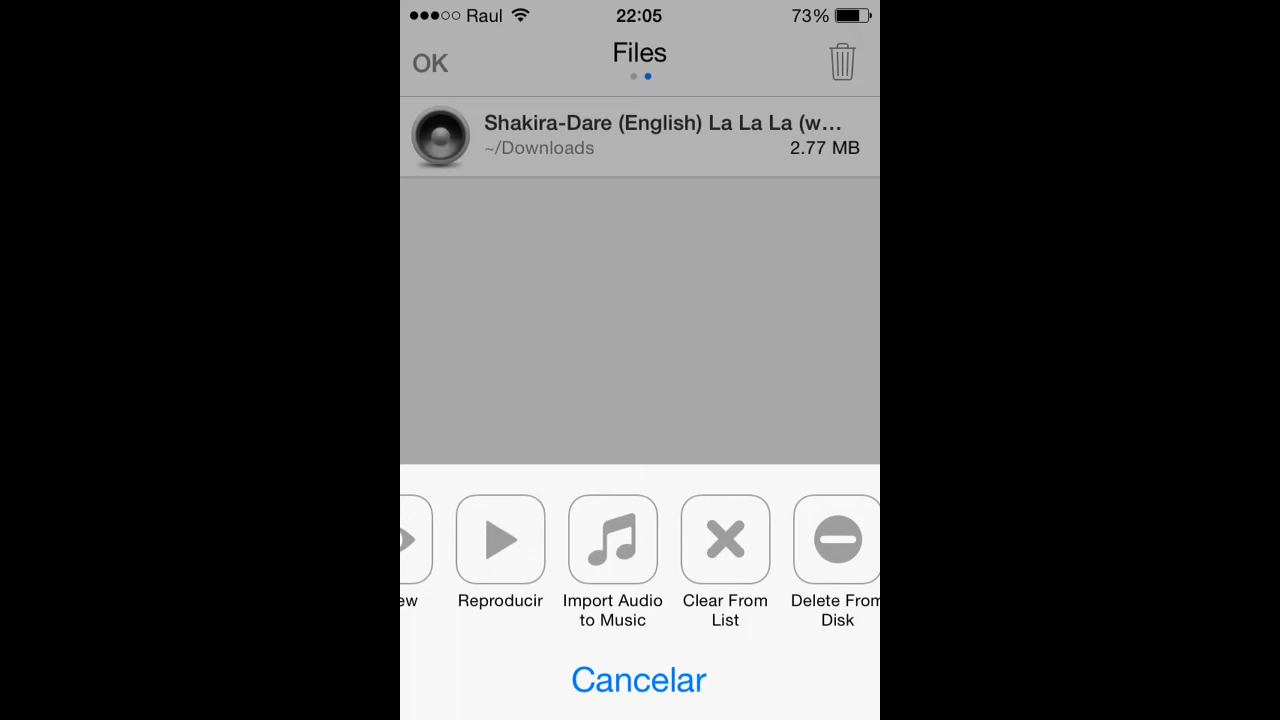 Raul 22:05 73%
OK Files
Shakira-Dare (English) La La La (w...
~/Downloads 2.77 MB
ew Reproducir Import Audio to Music Clear From List Delete From Disk
Cancelar